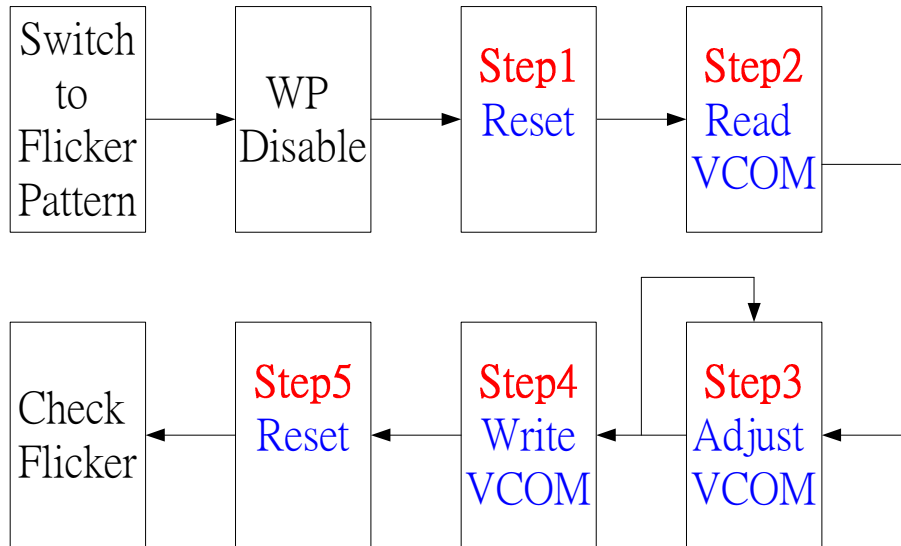 Switch
to
Flicker
Pattern
WP
Disable
Step1
Reset
Step2
Read
VCOM
Step3
Adjust
VCOM
Step4
Write
VCOM
Step5
Reset
Check
Flicker